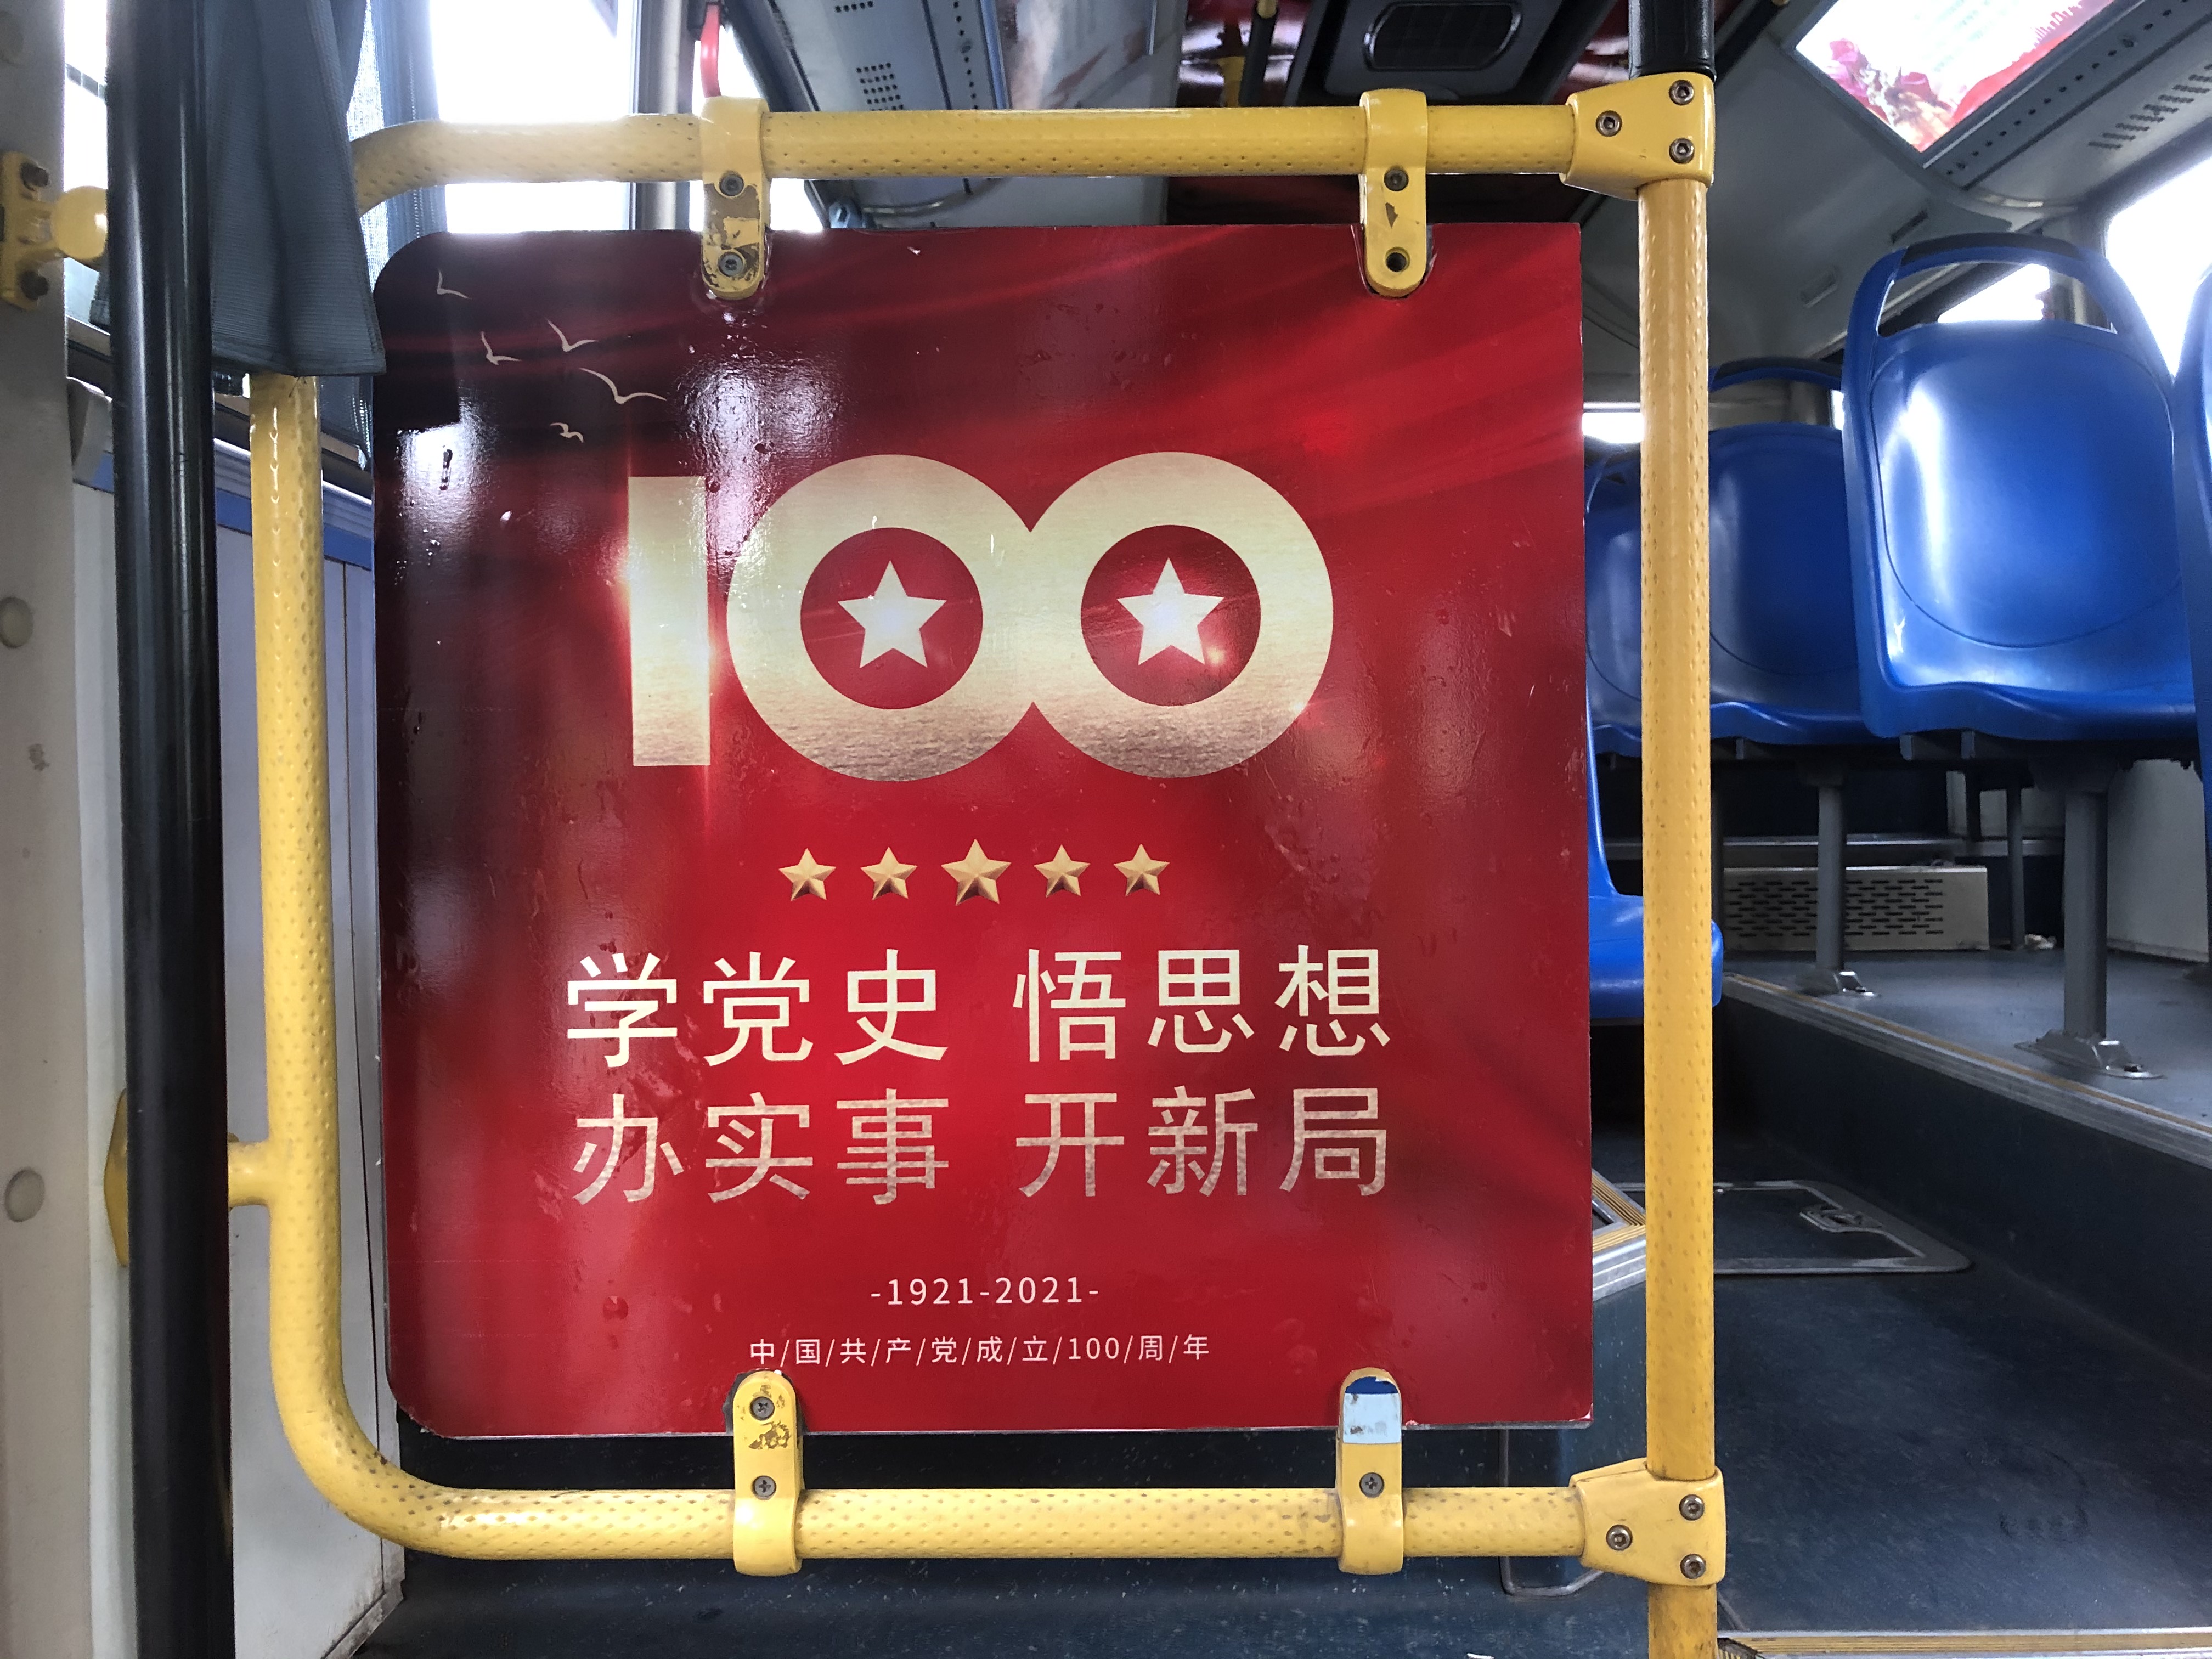 100
学党史 悟思想
办实事 开新局
-1921-2021-
中/国/共/产/党/成/立/100/周/年